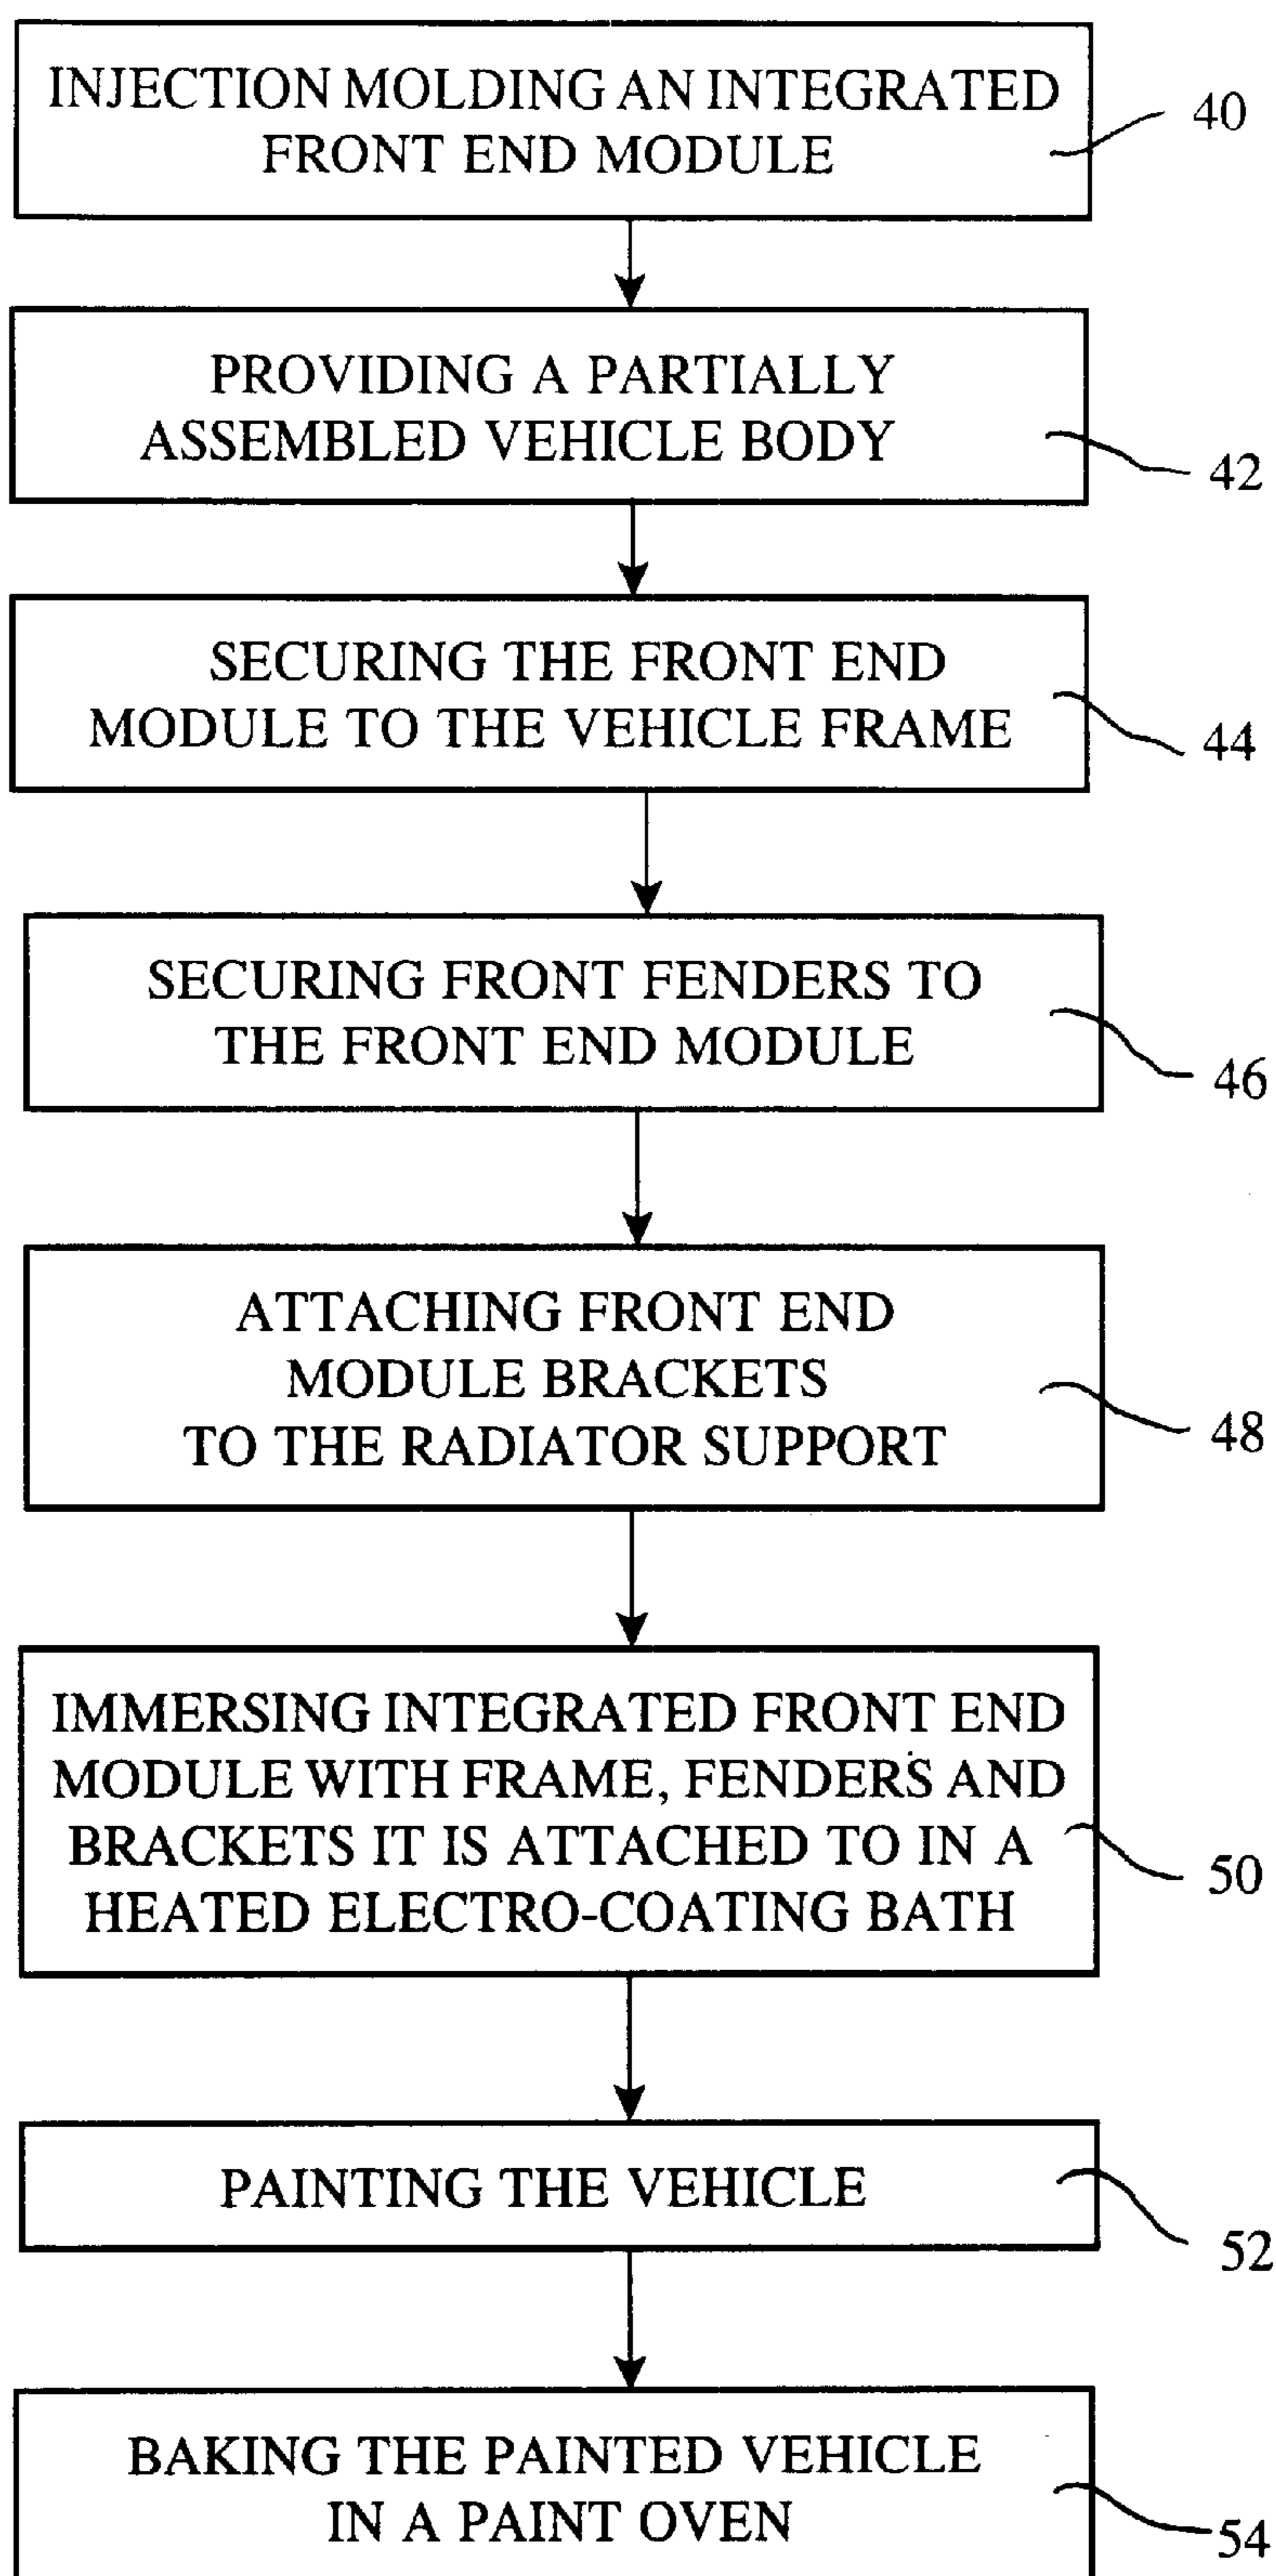 INJECTION MOLDING AN INTEGRATED
FRONT END MODULE
40
PROVIDING A PARTIALLY
ASSEMBLED VEHICLE BODY
42
SECURING THE FRONT END
MODULE TO THE VEHICLE FRAME
44
SECURING FRONT FENDERS TO
THE FRONT END MODULE
46
ATTACHING FRONT END
MODULE BRACKETS
TO THE RADIATOR SUPPORT
48
IMMERSING INTEGRATED FRONT END
MODULE WITH FRAME, FENDERS AND
BRACKETS IT IS ATTACHED TO IN A
HEATED ELECTRO-COATING BATH
50
PAINTING THE VEHICLE
52
BAKING THE PAINTED VEHICLE
IN A PAINT OVEN
54